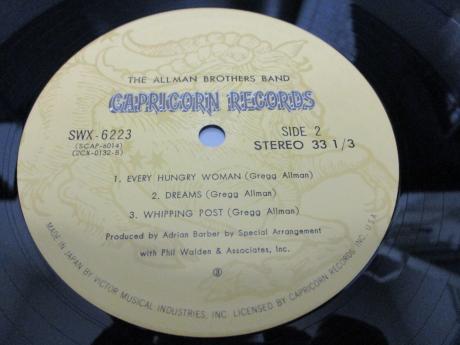 THE ALLMAN BROTHERS BAND
CAPRICORN RECORDS
SWX-6223
(SCAP-6014)
(2CX-0132-B)
SIDE 2
STEREO 33 1/3
1. EVERY HUNGRY WOMAN (Gregg Allman)
2. DREAMS (Gregg Allman)
3. WHIPPING POST (Gregg Allman)
Produced by Adrian Barber by Special Arrangement
with Phil Walden & Associates, Inc.
MADE IN JAPAN BY VICTOR MUSICAL INDUSTRIES, INC LICENSED BY CAPRICORN RECORDS INC. U.S.A.